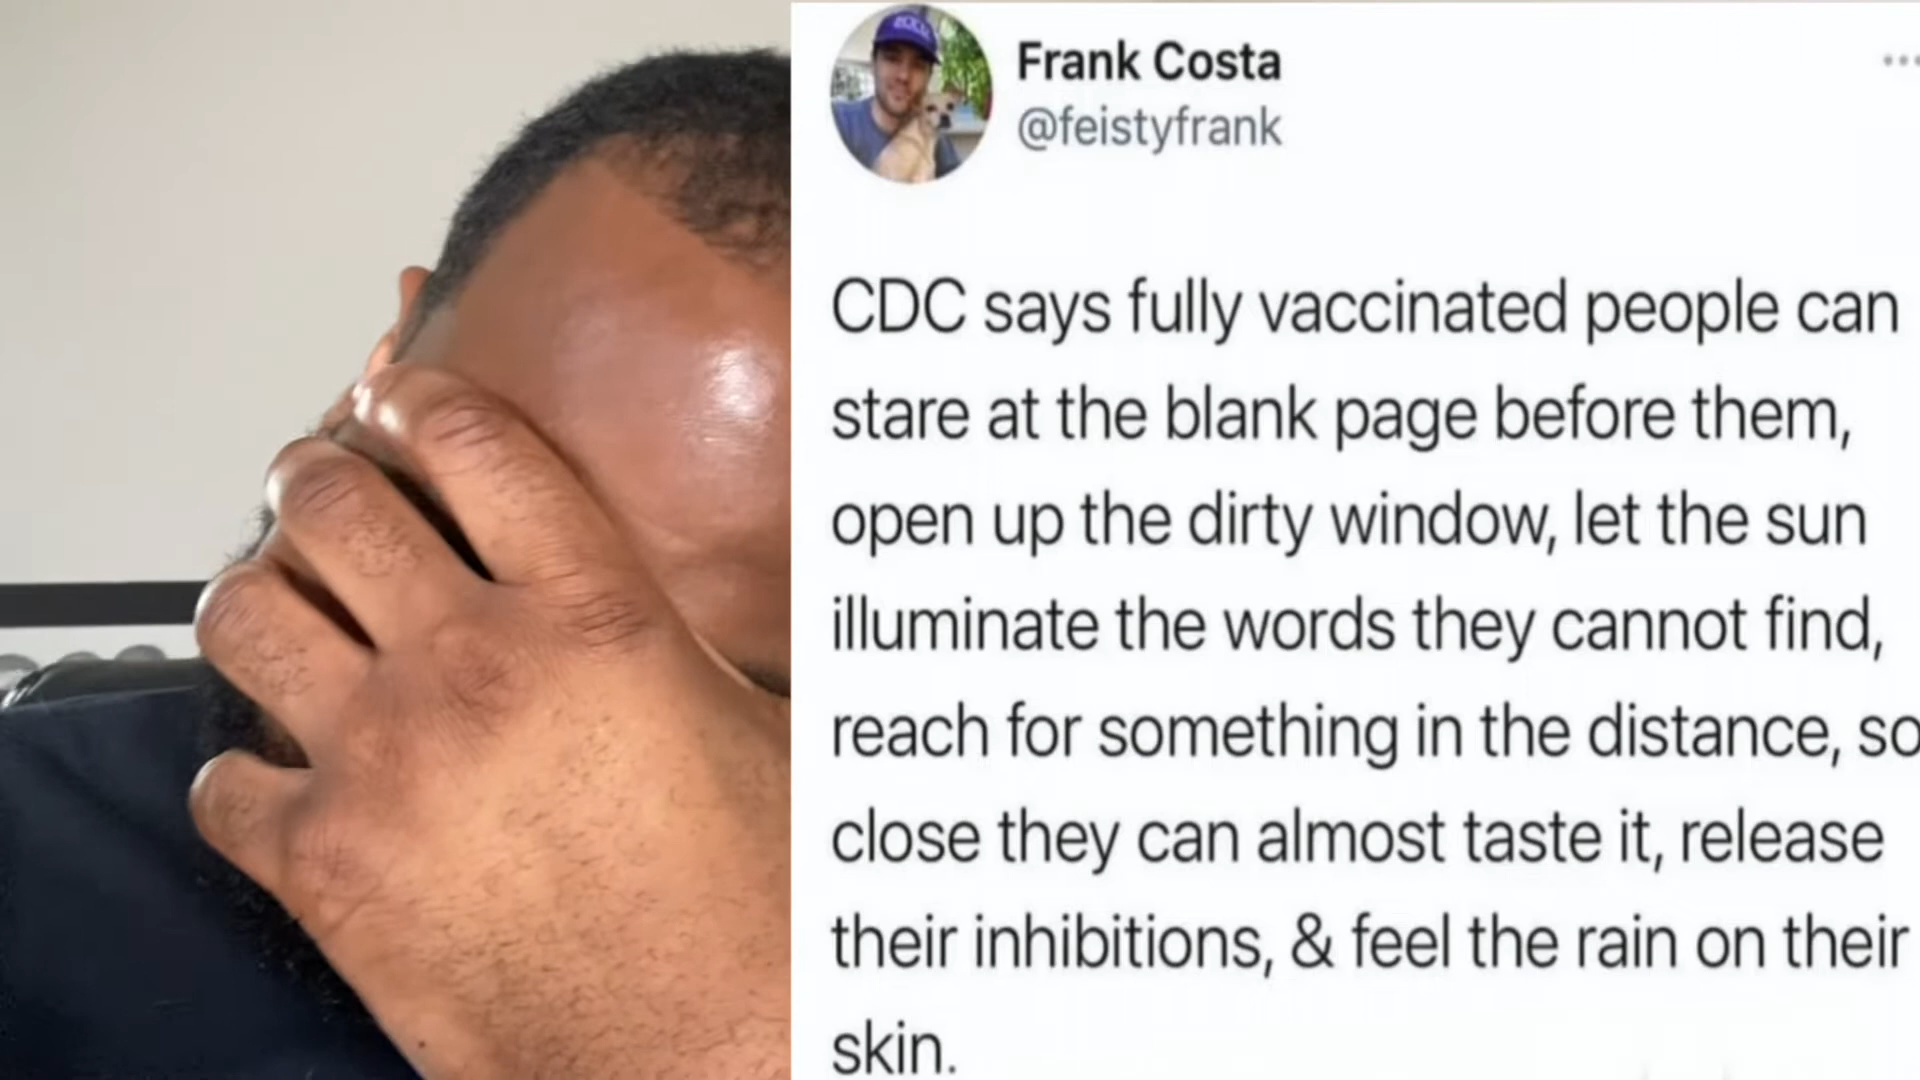 Frank Costa
@feistyfrank
CDC says fully vaccinated people can
stare at the blank page before them,
open up the dirty window, let the sun
illuminate the words they cannot find,
reach for something in the distance, so
close they can almost taste it, release
their inhibitions, & feel the rain on their
skin.